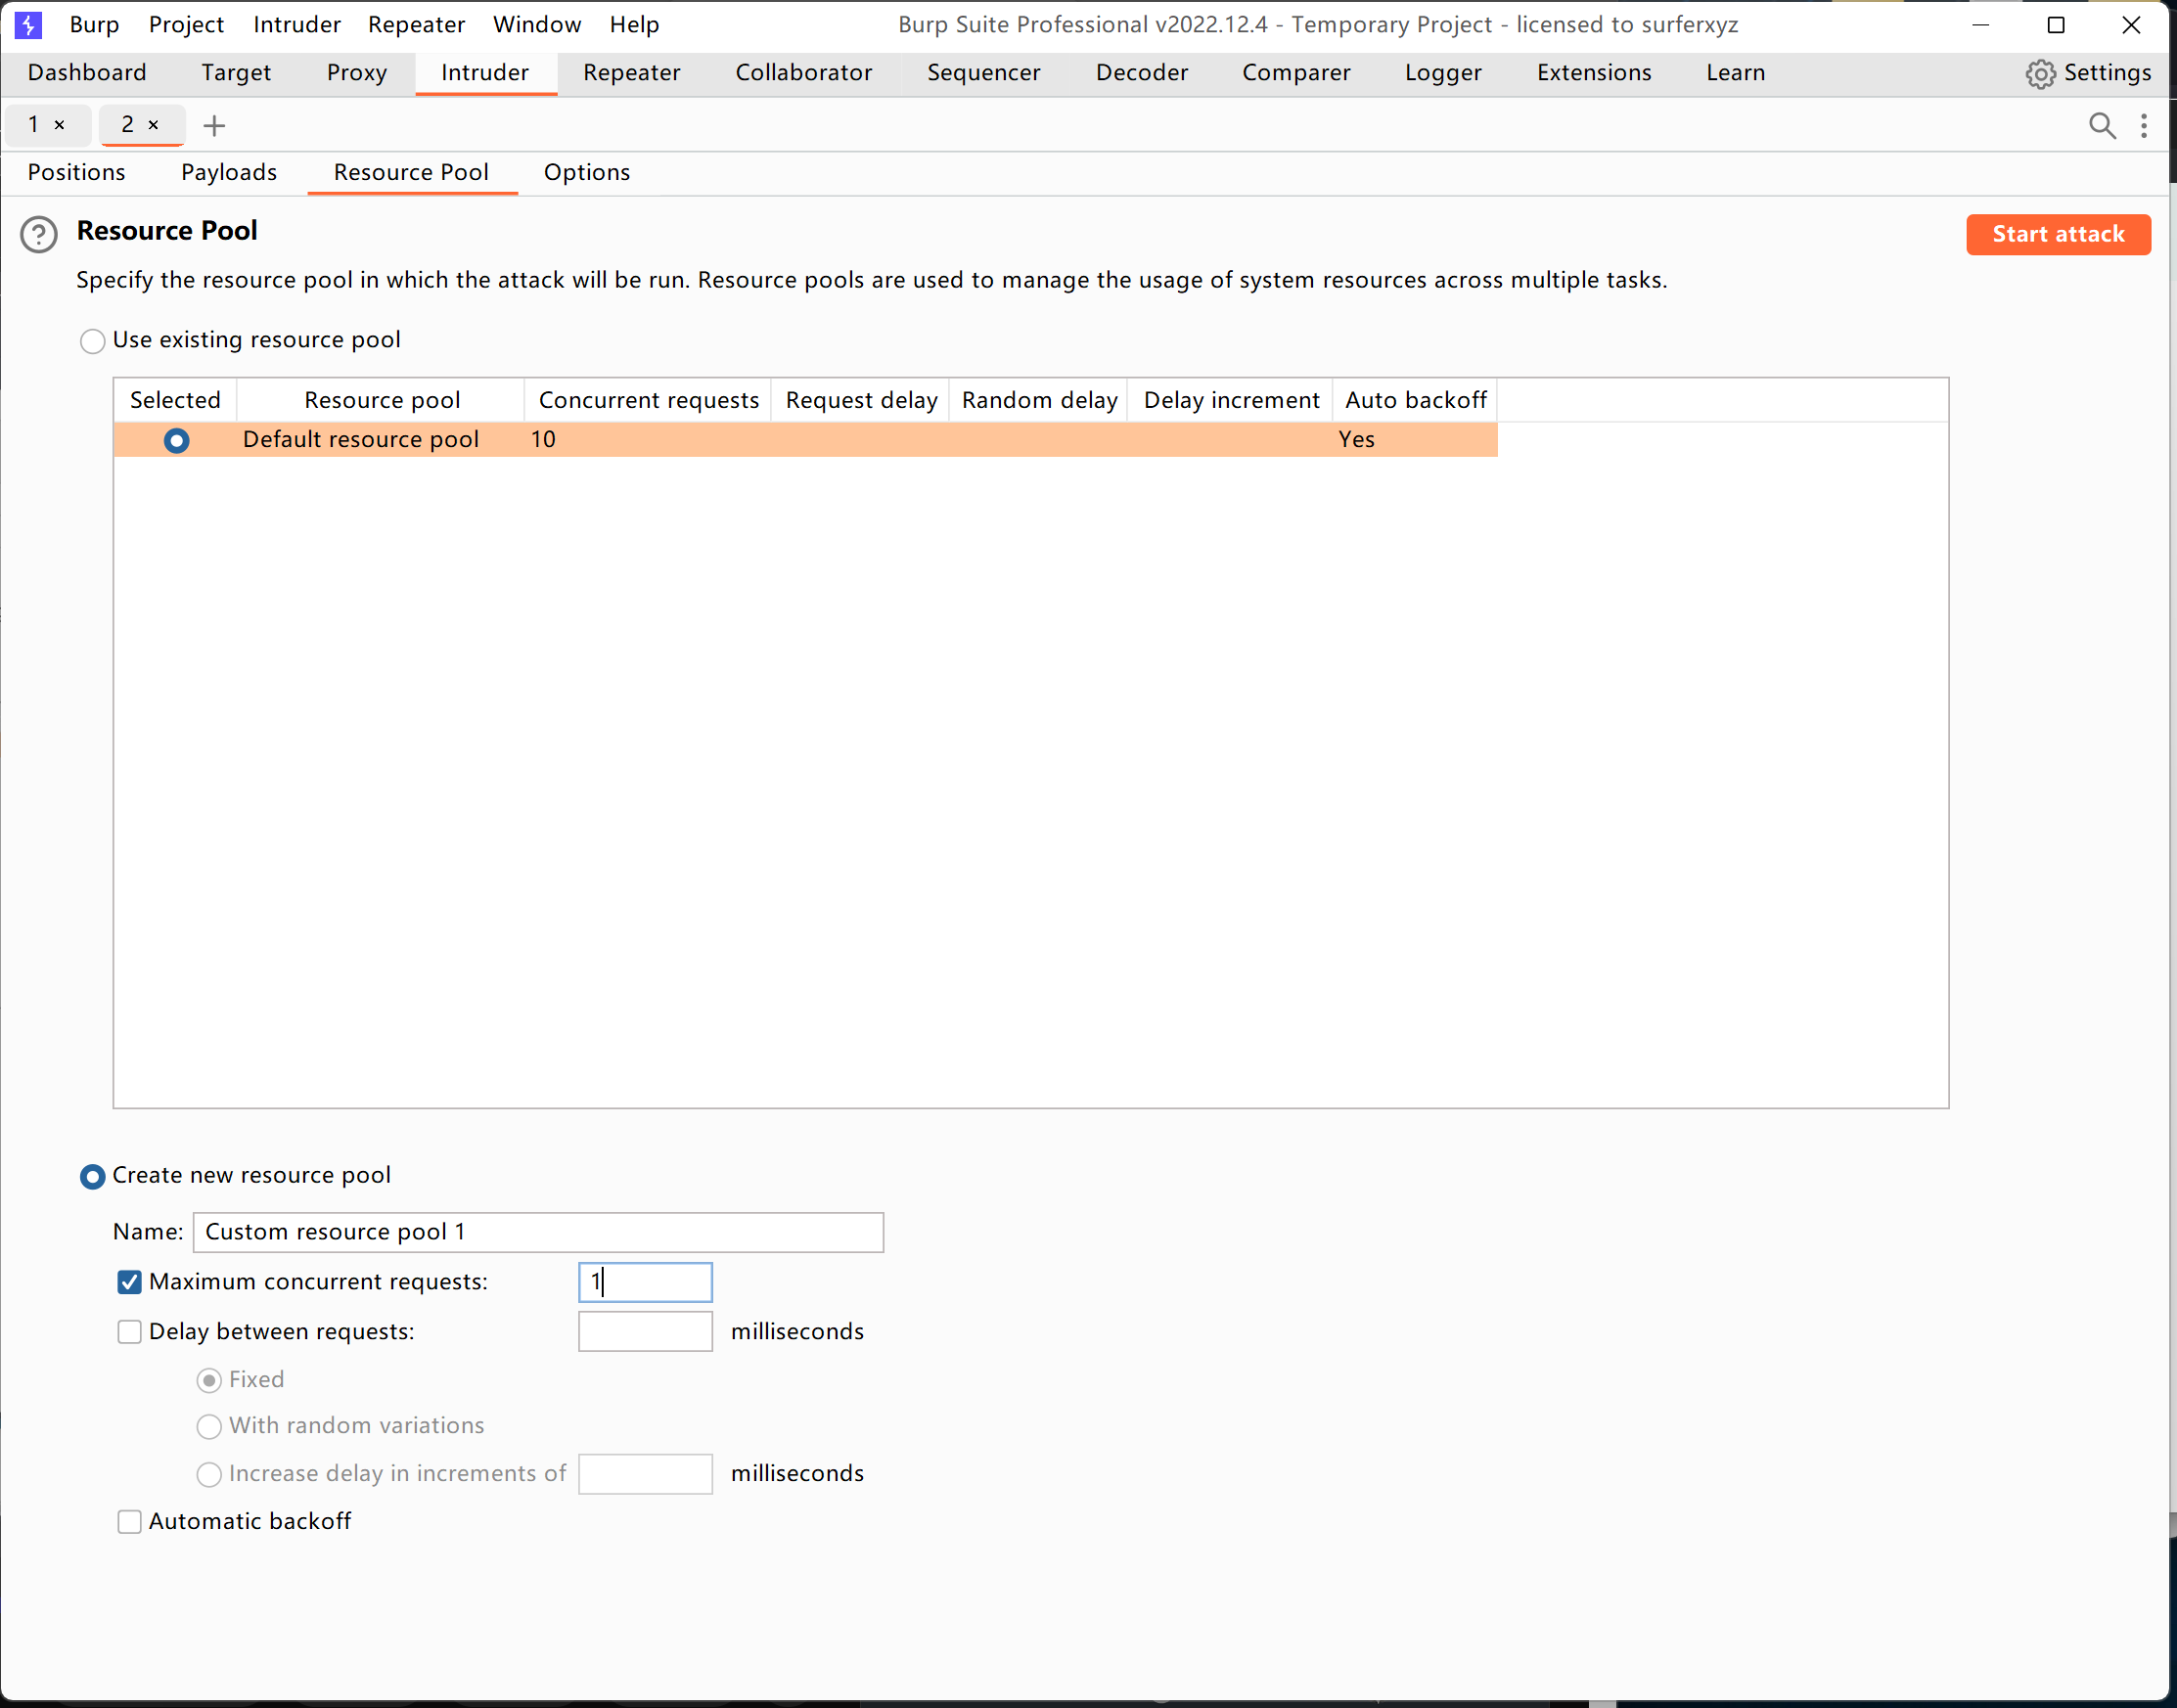 Burp Project Intruder Repeater Window Help Burp Suite Professional v2022.12.4 - Temporary Project - licensed to surferxyz
Dashboard Target Proxy Intruder Repeater Collaborator Sequencer Decoder Comparer Logger Extensions Learn Settings
1 × 2 × +
Positions Payloads Resource Pool Options
? Resource Pool Start attack
Specify the resource pool in which the attack will be run. Resource pools are used to manage the usage of system resources across multiple tasks.
Use existing resource pool
Selected Resource pool Concurrent requests Request delay Random delay Delay increment Auto backoff
Default resource pool 10 Yes
Create new resource pool
Name: Custom resource pool 1
Maximum concurrent requests: 1
Delay between requests: milliseconds
Fixed
With random variations
Increase delay in increments of milliseconds
Automatic backoff